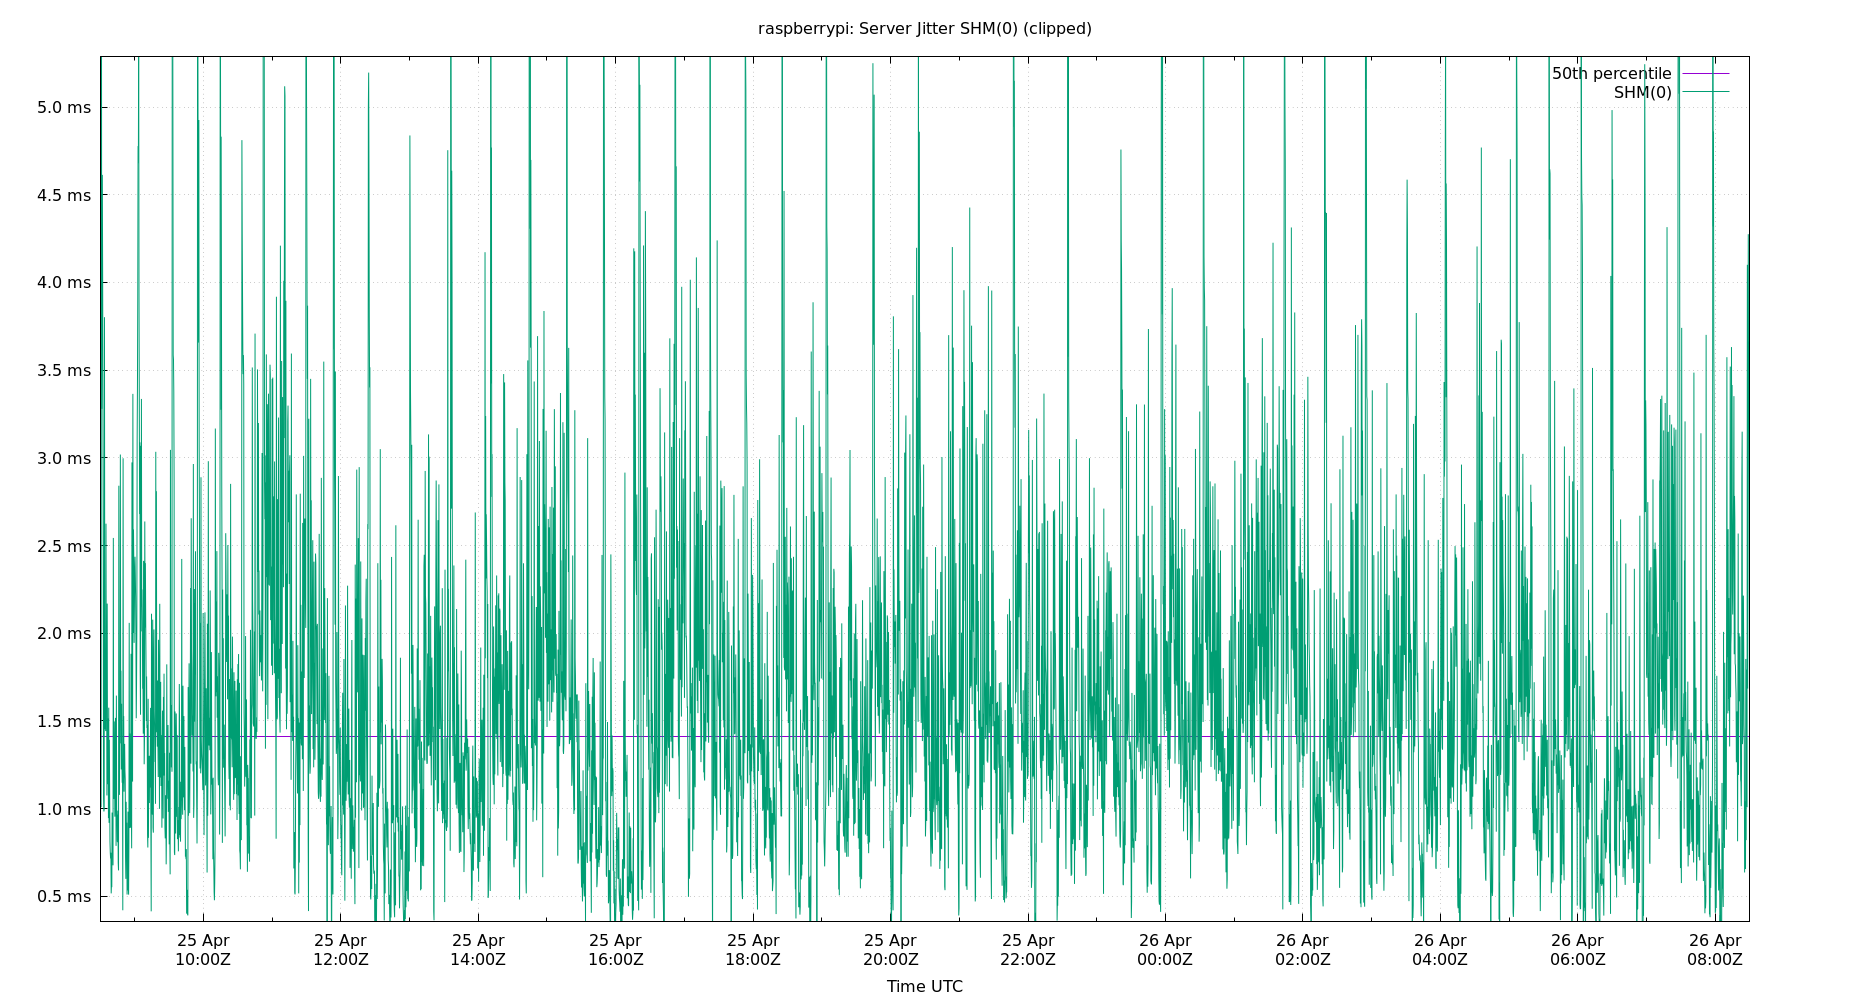 raspberrypi: Server Jitter SHM(0) (clipped)
50th percentile
SHM(0)
5.0 ms
4.5 ms
4.0 ms
3.5 ms
3.0 ms
2.5 ms
2.0 ms
1.5 ms
1.0 ms
0.5 ms
25 Apr 25 Apr 25 Apr 25 Apr 25 Apr 25 Apr 25 Apr 26 Apr 26 Apr 26 Apr 26 Apr 26 Apr
10:00Z 12:00Z 14:00Z 16:00Z 18:00Z 20:00Z 22:00Z 00:00Z 02:00Z 04:00Z 06:00Z 08:00Z
Time UTC